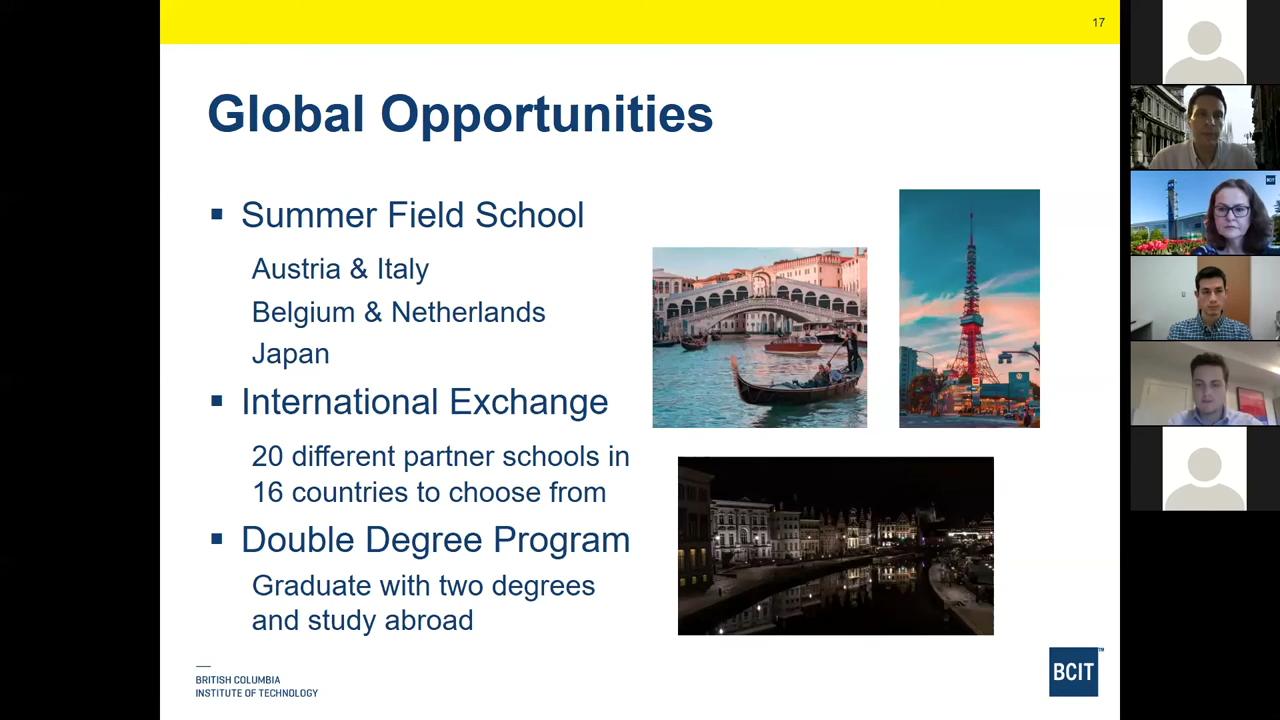 17
Global Opportunities
▪ Summer Field School
Austria & Italy
Belgium & Netherlands
Japan
▪ International Exchange
20 different partner schools in
16 countries to choose from
▪ Double Degree Program
Graduate with two degrees
and study abroad
BRITISH COLUMBIA
INSTITUTE OF TECHNOLOGY
BCIT™
BCIT